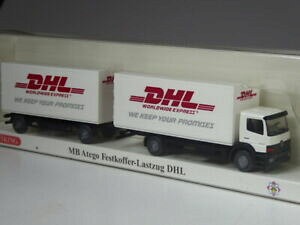 DHL
WORLDWIDE EXPRESS
WE KEEP YOUR PROMISES
DHL
WORLDWIDE EXPRESS
WE KEEP YOUR PROMISES
WIKING
MB Atego Festkoffer-Lastzug DHL